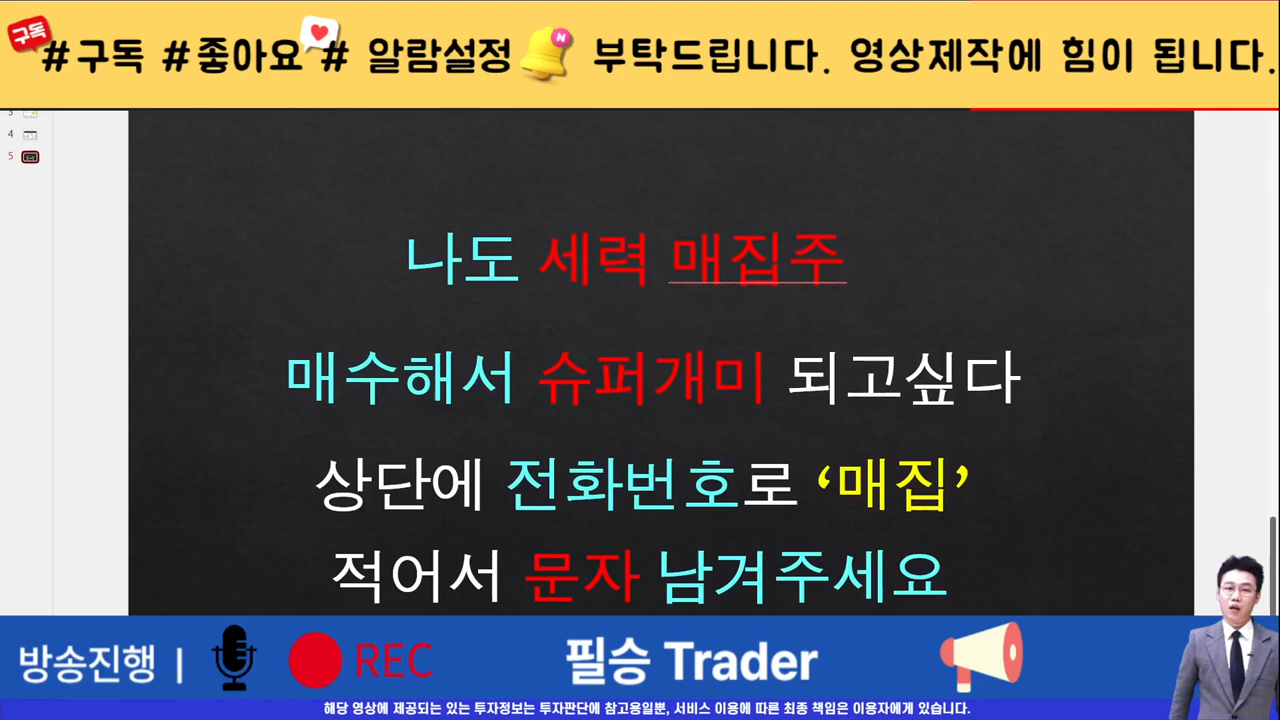 구독 #구독 #좋아요 # 알람설정 N 부탁드립니다. 영상제작에 힘이 됩니다.
3
4
5
나도 세력 매집주
매수해서 슈퍼개미 되고싶다
상단에 전화번호로 ‘매집’
적어서 문자 남겨주세요
방송진행 | REC 필승 Trader
해당 영상에 제공되는 있는 투자정보는 투자판단에 참고용일뿐, 서비스 이용에 따른 최종 책임은 이용자에게 있습니다.